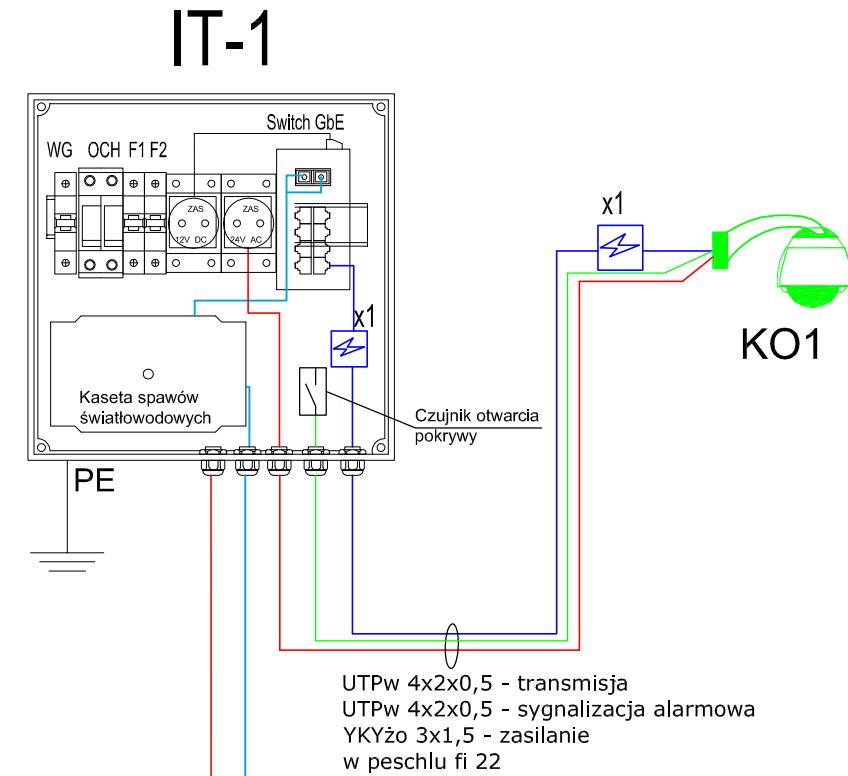 IT-1
Switch GbE
WG OCH F1 F2
ZAS
12V DC
ZAS
24V AC
x1
x1
KO1
Kaseta spawów
światłowodowych
Czujnik otwarcia
pokrywy
PE
UTPw 4x2x0,5 - transmisja
UTPw 4x2x0,5 - sygnalizacja alarmowa
YKYżo 3x1,5 - zasilanie
w peschlu fi 22